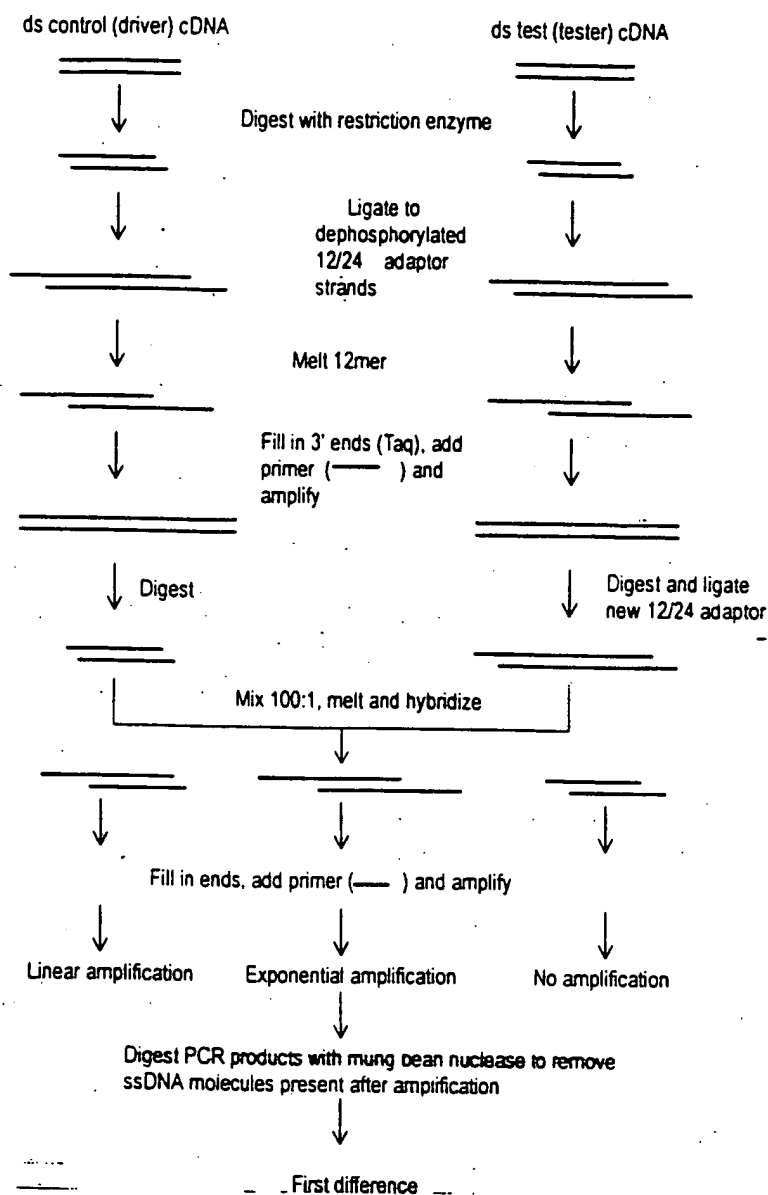 ds control (driver) cDNA
ds test (tester) cDNA
Digest with restriction enzyme
Ligate to
dephosphorylated
12/24 adaptor
strands
Melt 12mer
Fill in 3' ends (Taq), add
primer ( ) and
amplify
Digest
Digest and ligate
new 12/24 adaptor
Mix 100:1, melt and hybridize
Fill in ends, add primer ( ) and amplify
Linear amplification
Exponential amplification
No amplification
Digest PCR products with mung bean nuclease to remove
ssDNA molecules present after ampification
First difference